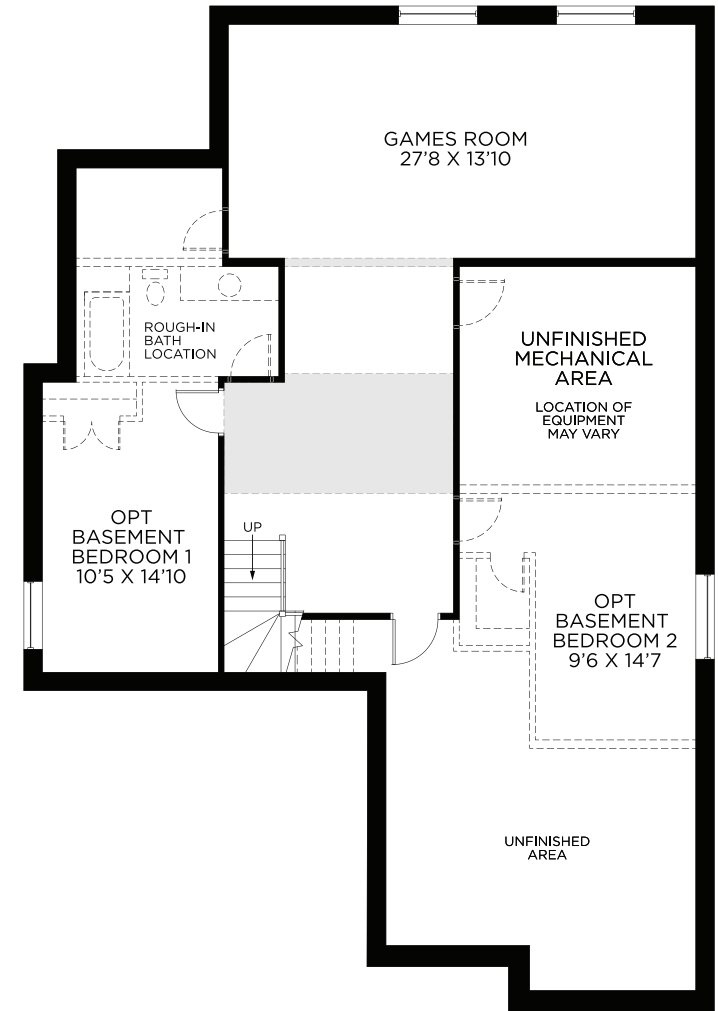 GAMES ROOM
27'8 X 13'10
ROUGH-IN
BATH
LOCATION
UNFINISHED
MECHANICAL
AREA
LOCATION OF
EQUIPMENT
MAY VARY
OPT
BASEMENT
BEDROOM 1
10'5 X 14'10
UP
OPT
BASEMENT
BEDROOM 2
9'6 X 14'7
UNFINISHED
AREA